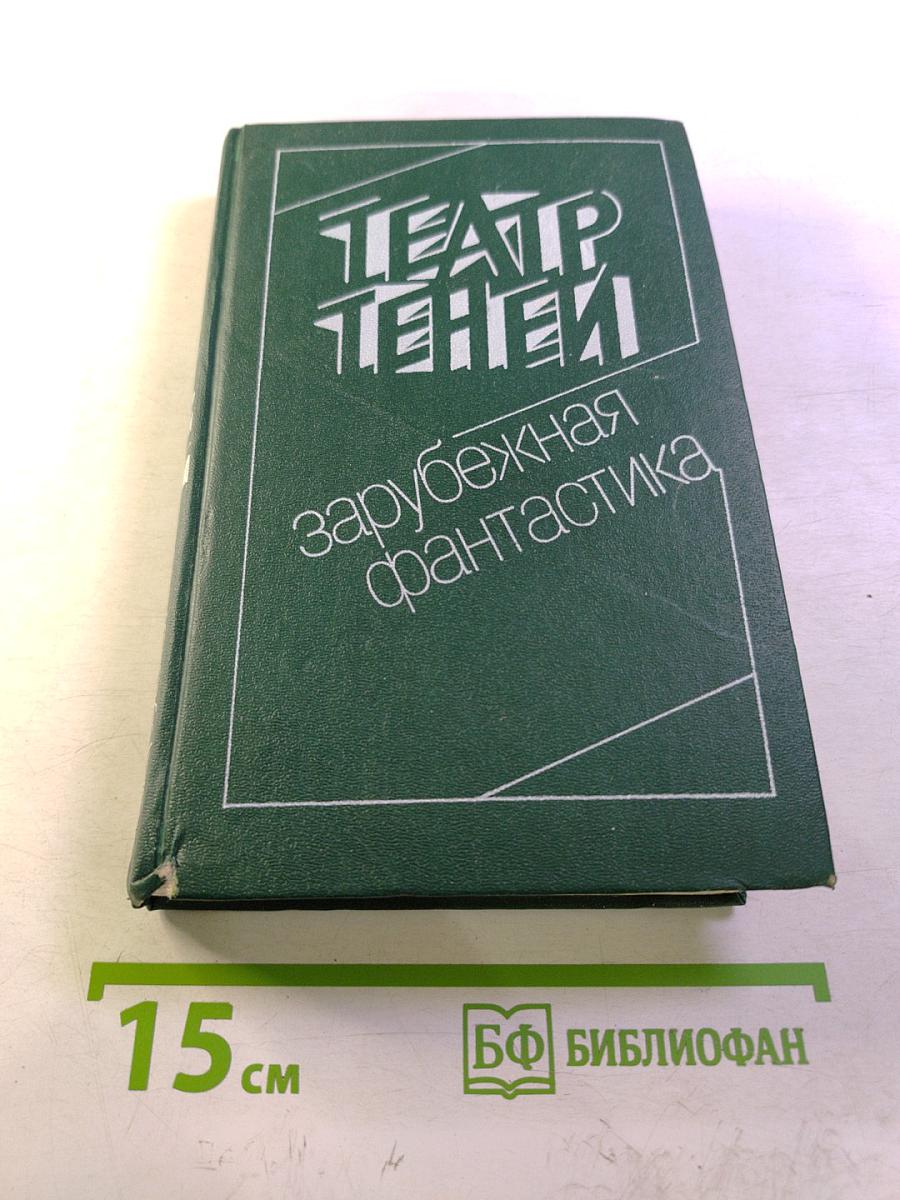 ТЕАТР
ТЕНЕЙ
зарубежная
фантастика
15 см
БФ БИБЛИОФАН